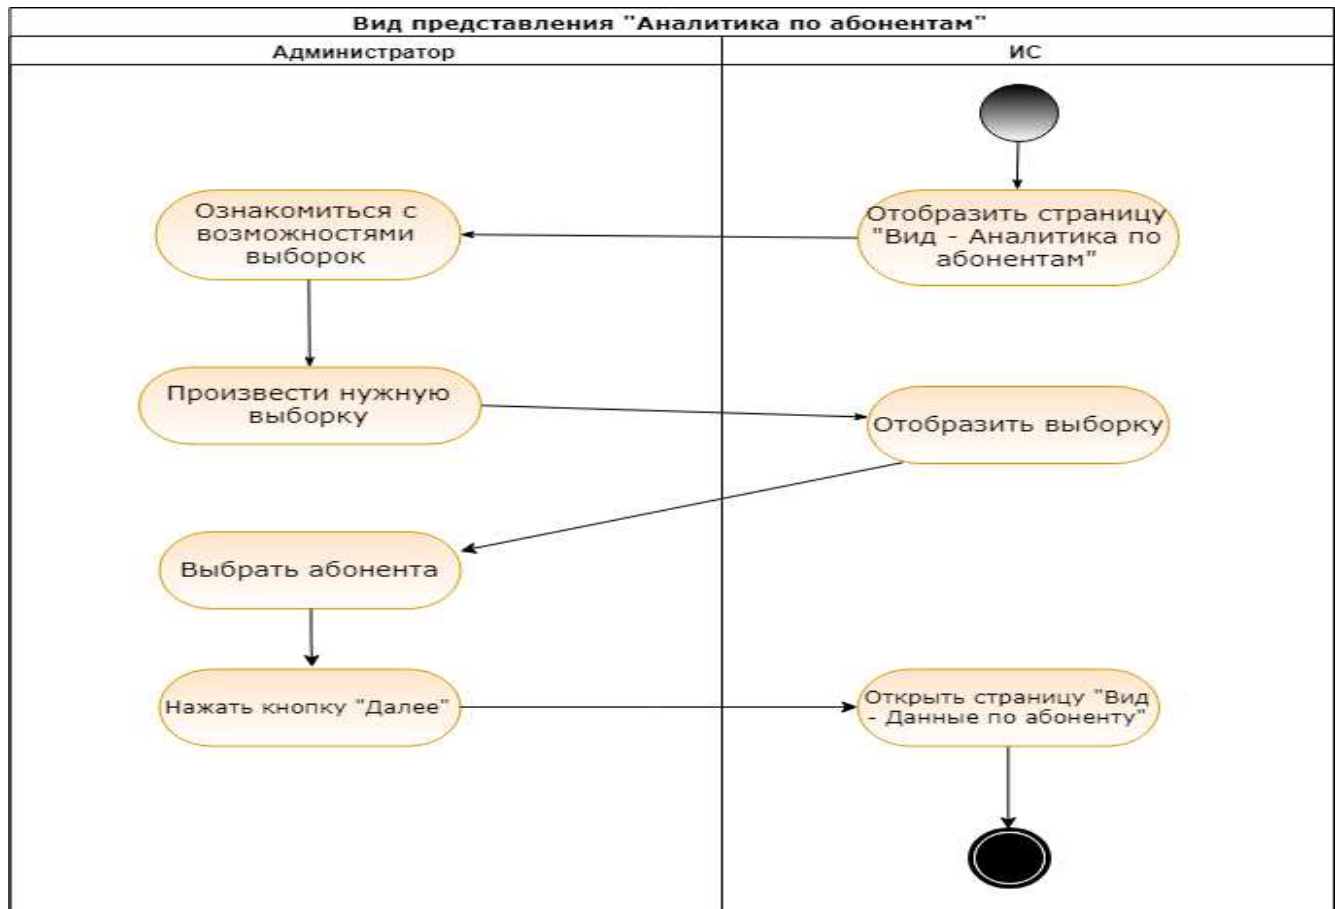 Вид представления "Аналитика по абонентам"
Администратор
ИС
Отобразить страницу
"Вид - Аналитика по
абонентам"
Ознакомиться с
возможностями
выборок
Произвести нужную
выборку
Отобразить выборку
Выбрать абонента
Нажать кнопку "Далее"
Открыть страницу "Вид
- Данные по абоненту"